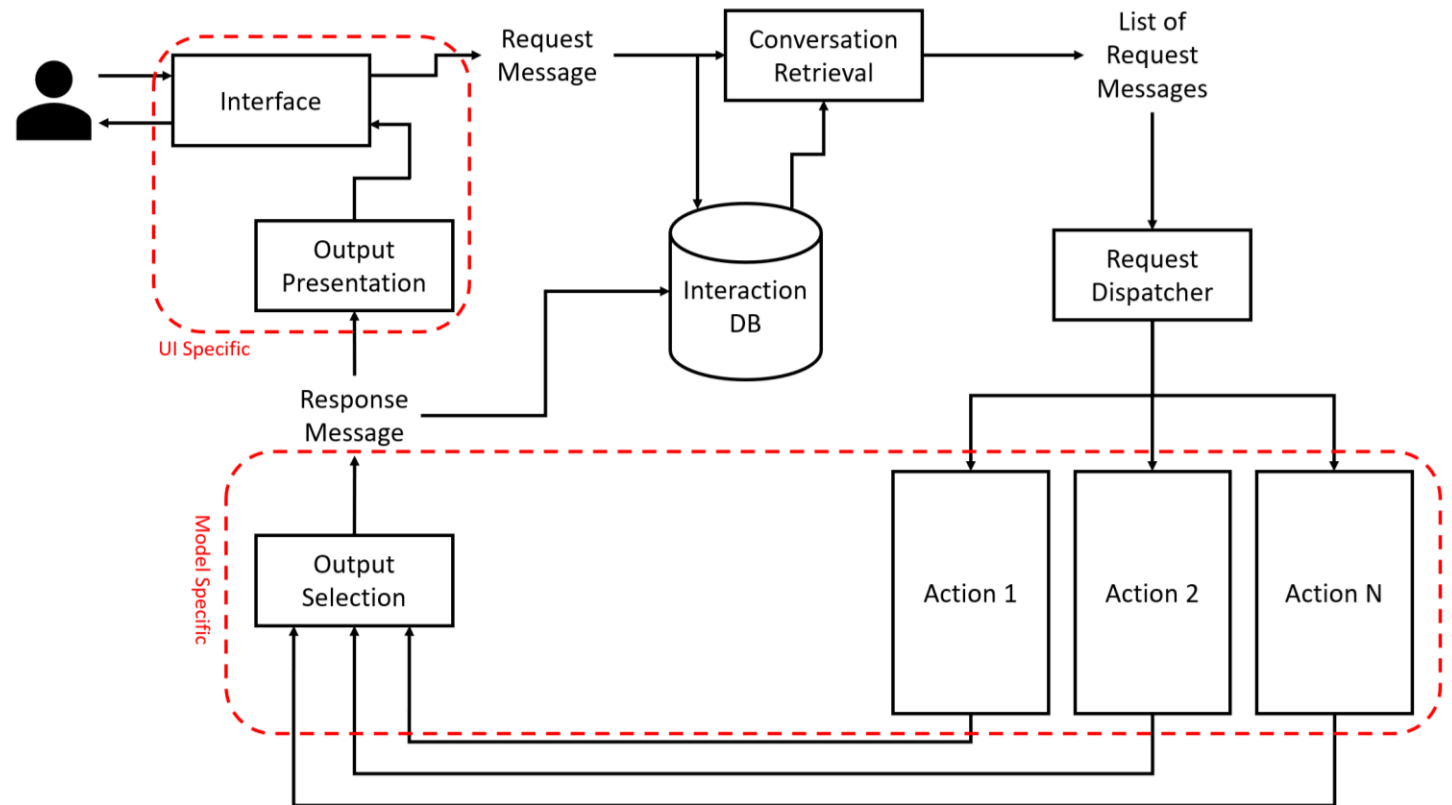 Interface
Request
Message
Conversation
Retrieval
List of
Request
Messages
Output
Presentation
UI Specific
Interaction
DB
Request
Dispatcher
Response
Message
Model Specific
Output
Selection
Action 1
Action 2
Action N